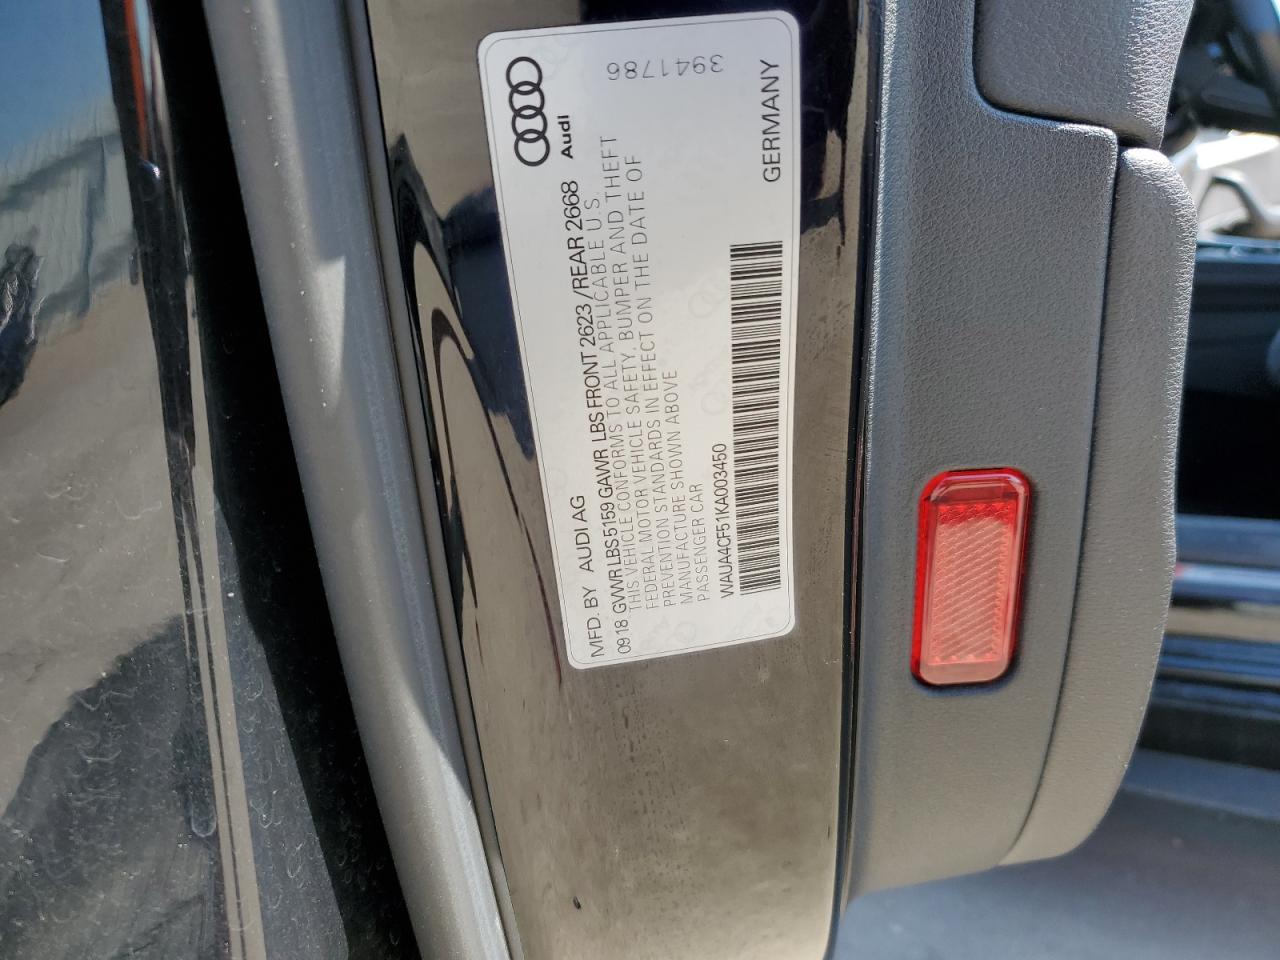 Audi
MFD. BY AUDI AG
0918 GVWR LBS 5159 GAWR LBS FRONT 2623 / REAR 2668
THIS VEHICLE CONFORMS TO ALL APPLICABLE U.S.
FEDERAL MOTOR VEHICLE SAFETY, BUMPER AND THEFT
PREVENTION STANDARDS IN EFFECT ON THE DATE OF
MANUFACTURE SHOWN ABOVE
PASSENGER CAR
WAUA4CF51KA003450
GERMANY
3941786